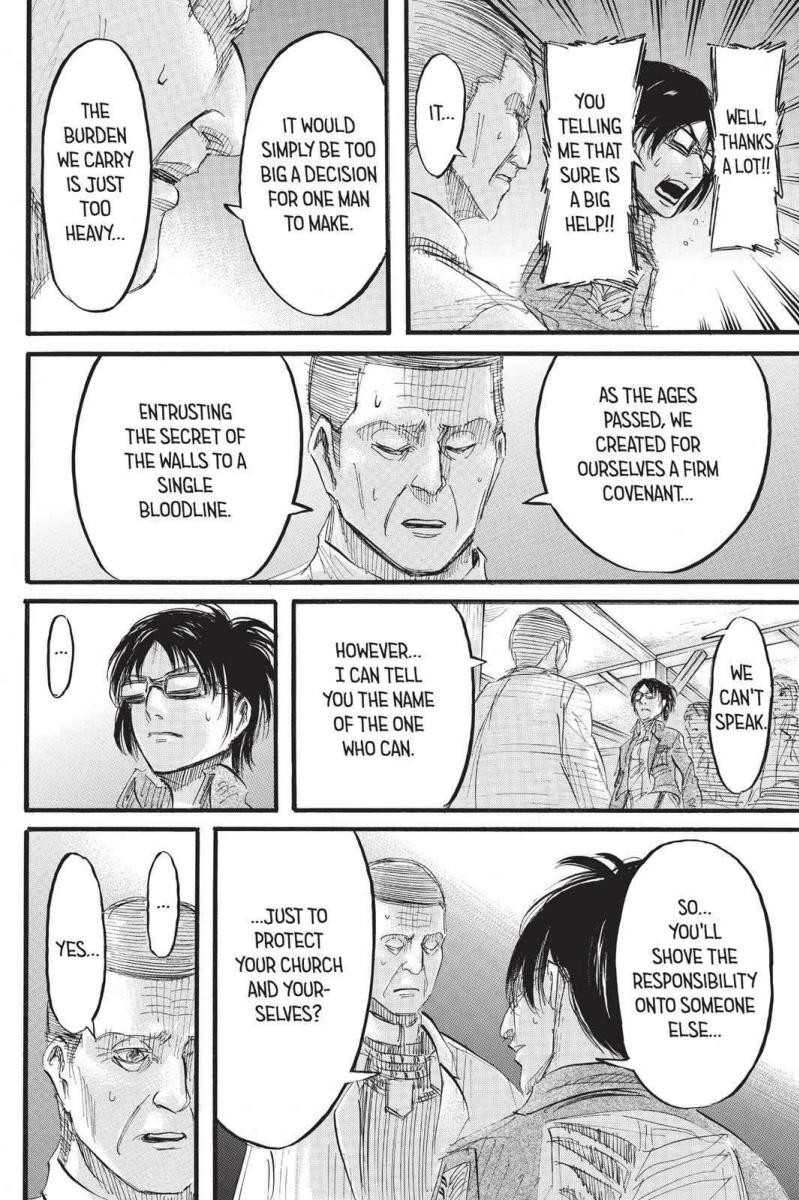 WELL,
THANKS
A LOT!!
YOU
TELLING
ME THAT
SURE IS
A BIG
HELP!!
IT...
IT WOULD
SIMPLY BE TOO
BIG A DECISION
FOR ONE MAN
TO MAKE.
THE
BURDEN
WE CARRY
IS JUST
TOO
HEAVY...
AS THE AGES
PASSED, WE
CREATED FOR
OURSELVES A FIRM
COVENANT...
ENTRUSTING
THE SECRET OF
THE WALLS TO A
SINGLE
BLOODLINE.
WE
CAN'T
SPEAK.
HOWEVER...
I CAN TELL
YOU THE NAME
OF THE ONE
WHO CAN.
...
SO...
YOU'LL
SHOVE THE
RESPONSIBILITY
ONTO SOMEONE
ELSE...
...JUST TO
PROTECT
YOUR CHURCH
AND YOUR-
SELVES?
...
YES...